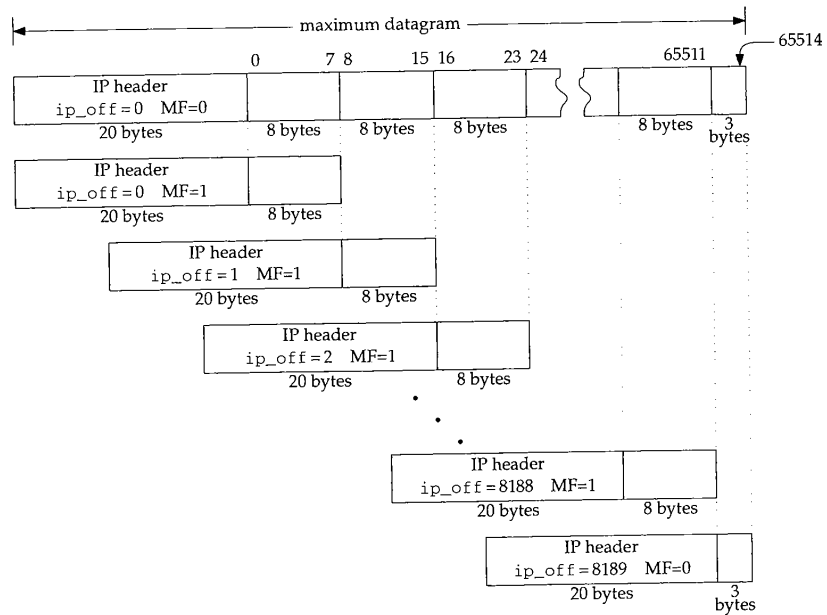 maximum datagram
65514
0 7 8 15 16 23 24 65511
IP header
ip_off=0 MF=0
20 bytes 8 bytes 8 bytes 8 bytes 8 bytes 3 bytes
IP header
ip_off=0 MF=1
20 bytes 8 bytes
IP header
ip_off=1 MF=1
20 bytes 8 bytes
IP header
ip_off=2 MF=1
20 bytes 8 bytes
IP header
ip_off=8188 MF=1
20 bytes 8 bytes
IP header
ip_off=8189 MF=0
20 bytes 3 bytes